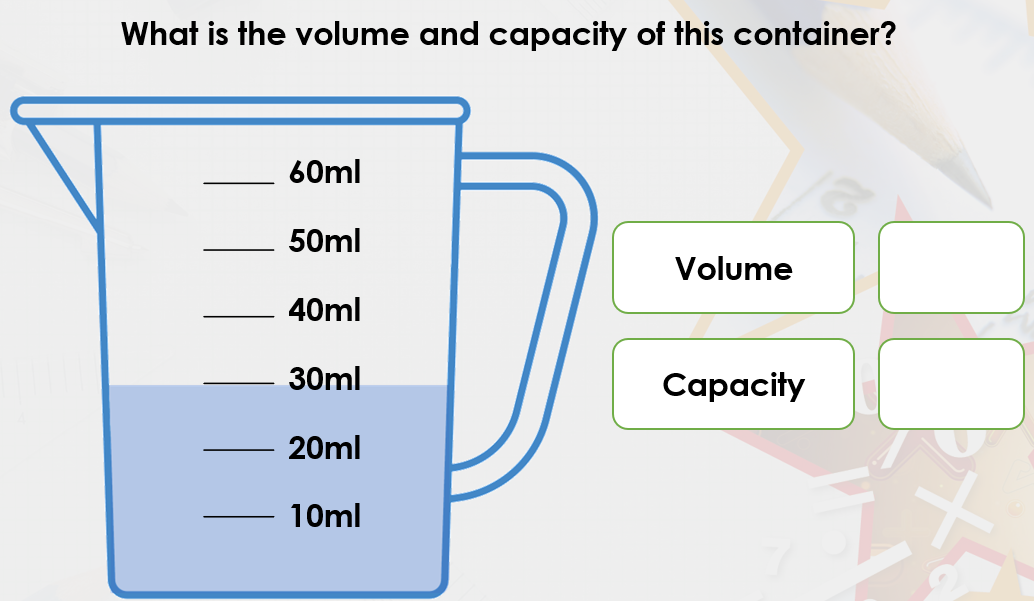 What is the volume and capacity of this container?
60ml
50ml
40ml
30ml
20ml
10ml
Volume
Capacity